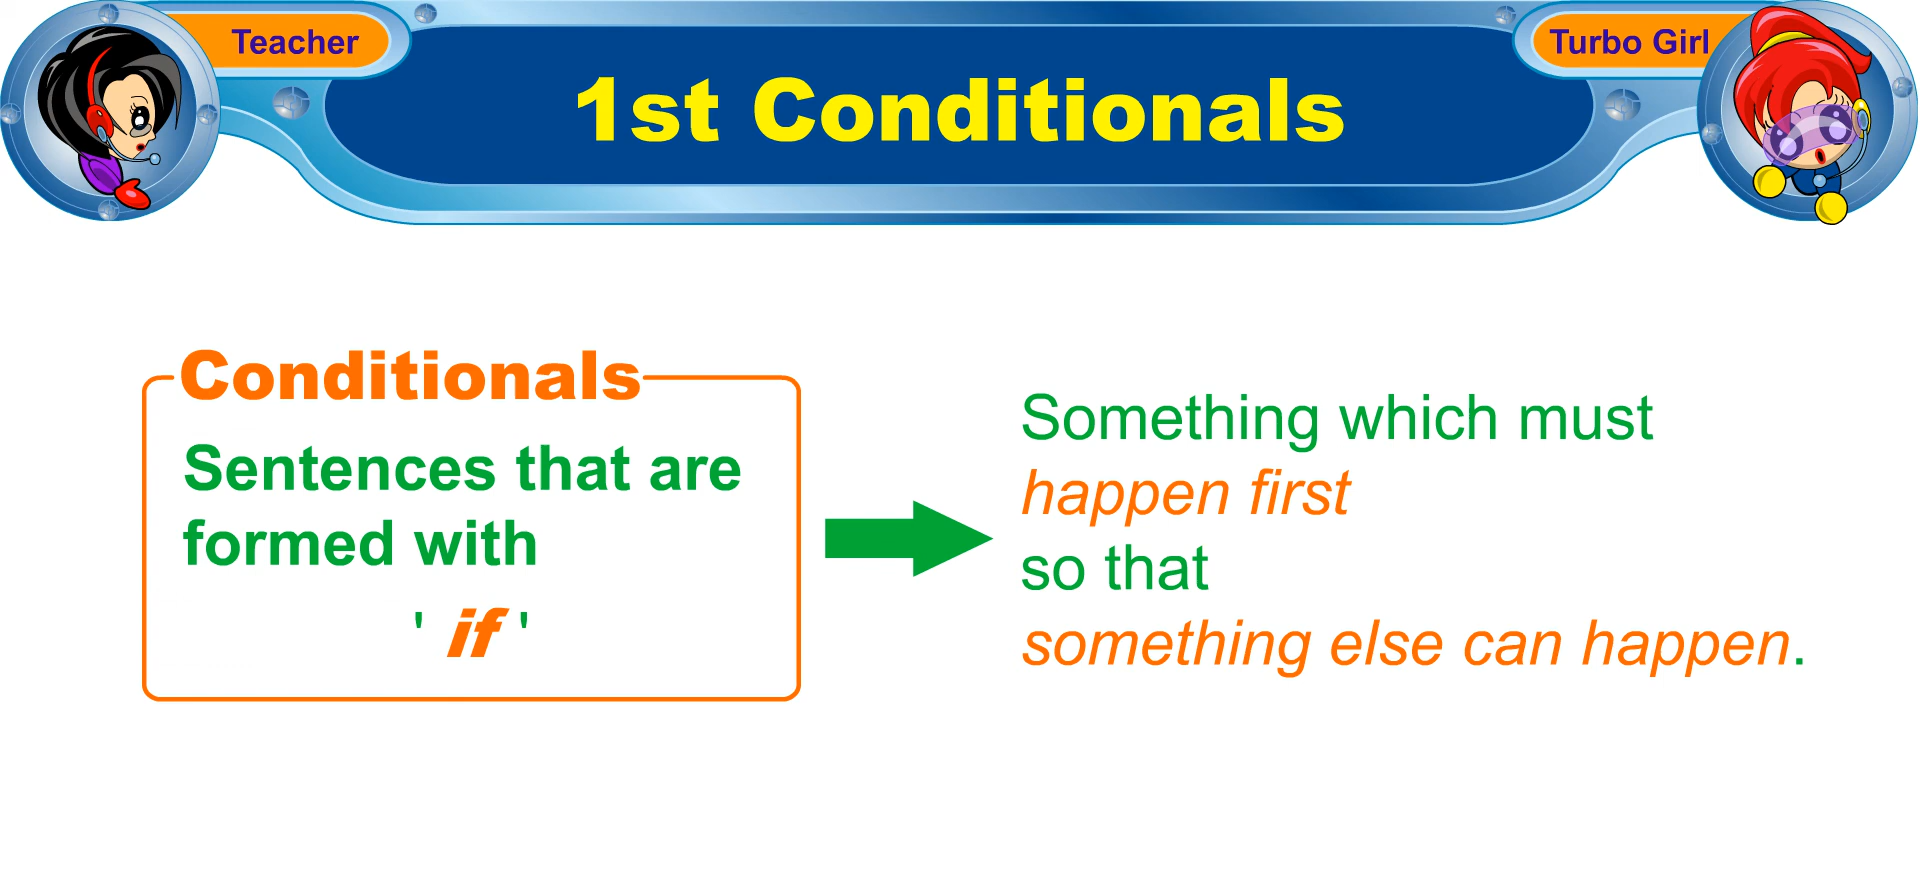 Teacher
Turbo Girl
1st Conditionals
Conditionals
Sentences that are
formed with
' if '
Something which must
happen first
so that
something else can happen.